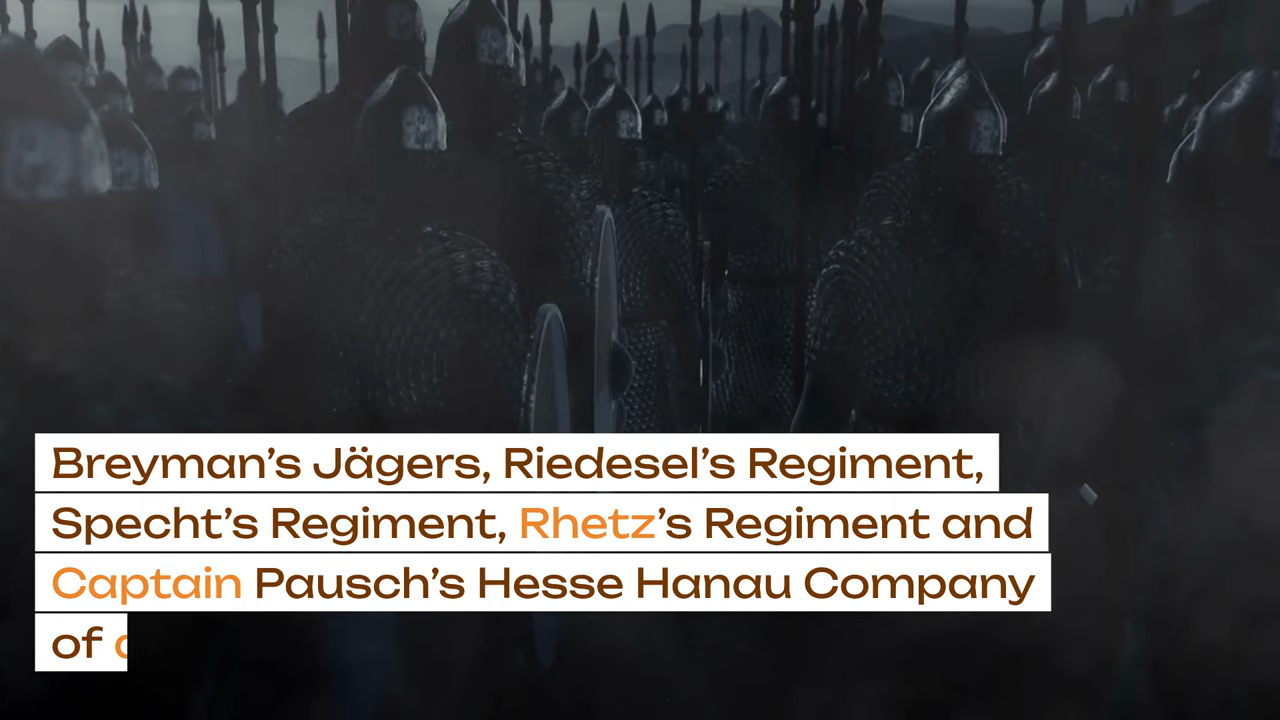 Breyman’s Jägers, Riedesel’s Regiment,
Specht’s Regiment, Rhetz’s Regiment and
Captain Pausch’s Hesse Hanau Company
of